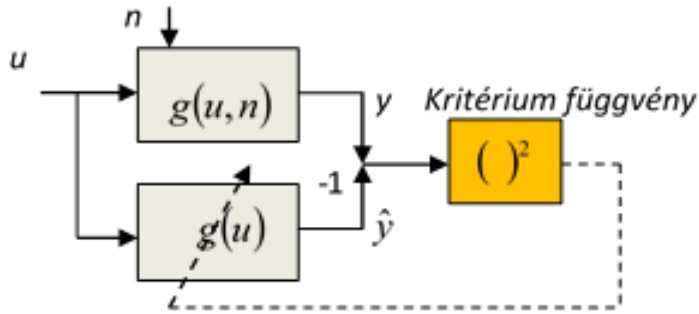 n
u
g(u, n)
y
Kritérium függvény
( )²
-1
g(u)
ŷ